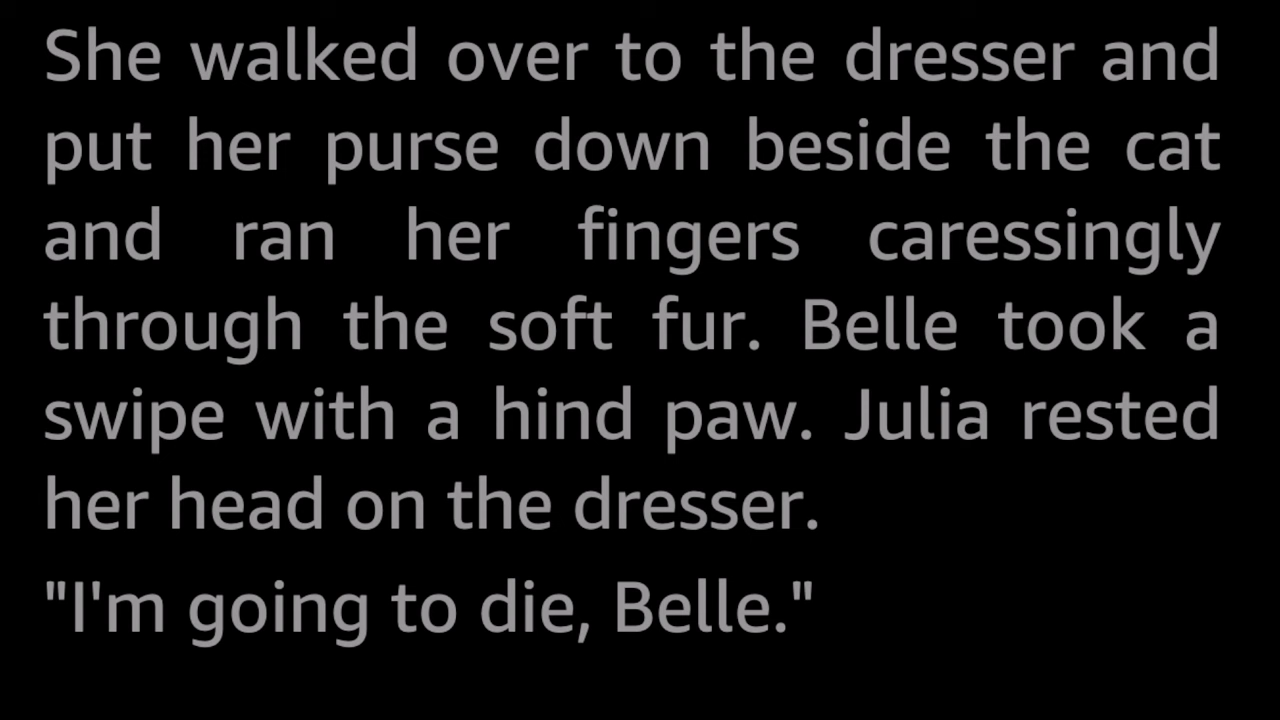 She walked over to the dresser and
put her purse down beside the cat
and ran her fingers caressingly
through the soft fur. Belle took a
swipe with a hind paw. Julia rested
her head on the dresser.
"I'm going to die, Belle."